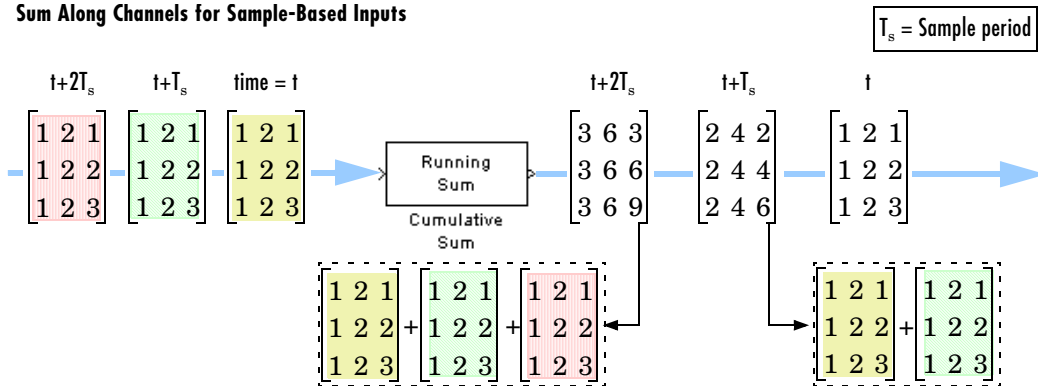 Sum Along Channels for Sample-Based Inputs
Tₛ = Sample period
t+2Tₛ t+Tₛ time = t t+2Tₛ t+Tₛ t
1 2 1 1 2 1 1 2 1 3 6 3 2 4 2 1 2 1
1 2 2 1 2 2 1 2 2 3 6 6 2 4 4 1 2 2
1 2 3 1 2 3 1 2 3 3 6 9 2 4 6 1 2 3
Running
Sum
Cumulative
Sum
1 2 1 1 2 1 1 2 1 1 2 1 1 2 1
1 2 2 + 1 2 2 + 1 2 2 1 2 2 + 1 2 2
1 2 3 1 2 3 1 2 3 1 2 3 1 2 3